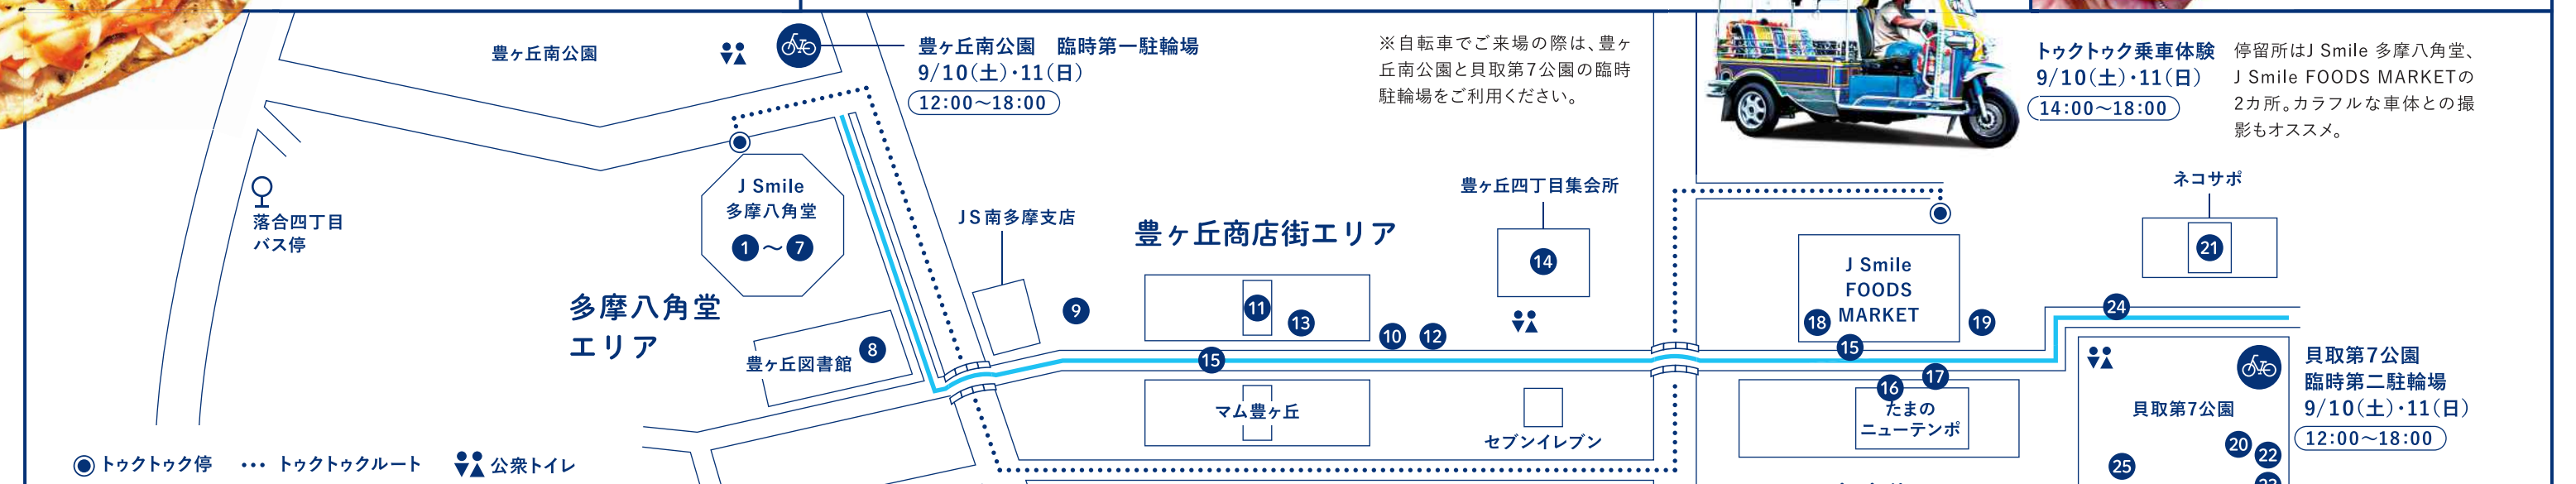 豊ヶ丘南公園
豊ヶ丘南公園　臨時第一駐輪場
9/10(土)・11(日)
12:00〜18:00
※自転車でご来場の際は、豊ヶ
丘南公園と貝取第7公園の臨時
駐輪場をご利用ください。
トゥクトゥク乗車体験
9/10(土)・11(日)
14:00〜18:00
停留所はJ Smile 多摩八角堂、
J Smile FOODS MARKETの
2カ所。カラフルな車体との撮
影もオススメ。
落合四丁目
バス停
J Smile
多摩八角堂
1〜7
多摩八角堂
エリア
豊ヶ丘図書館
8
JS南多摩支店
9
豊ヶ丘商店街エリア
11
13
10
12
15
マム豊ヶ丘
豊ヶ丘四丁目集会所
14
セブンイレブン
J Smile
FOODS
MARKET
18
19
15
17
16
たまの
ニューテンポ
ネコサポ
21
24
貝取第7公園
臨時第二駐輪場
9/10(土)・11(日)
12:00〜18:00
貝取第7公園
20
22
25
トゥクトゥク停
トゥクトゥクルート
公衆トイレ